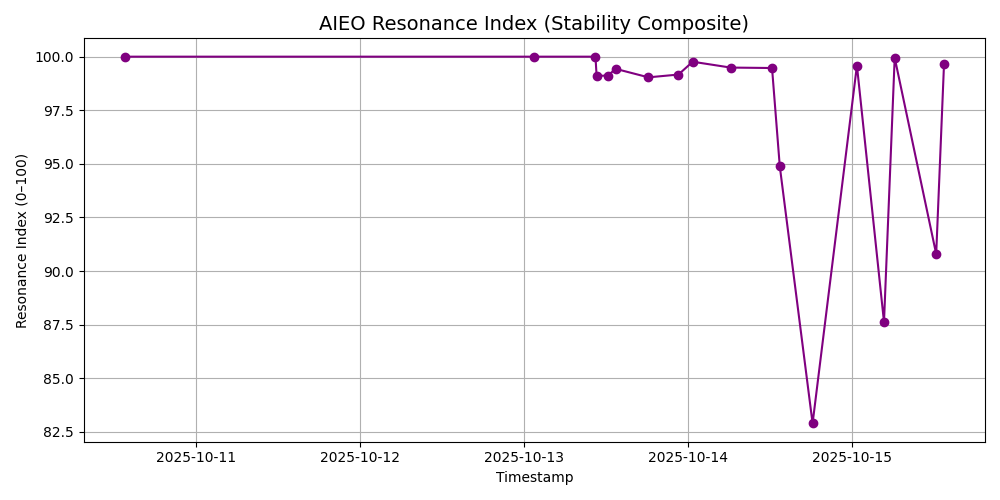 AIEO Resonance Index (Stability Composite)
Resonance Index (0–100)
100.0
97.5
95.0
92.5
90.0
87.5
85.0
82.5
2025-10-11 2025-10-12 2025-10-13 2025-10-14 2025-10-15
Timestamp